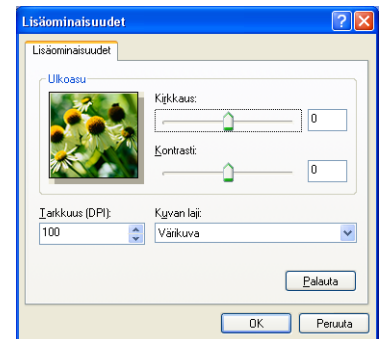 Lisäominaisuudet
Lisäominaisuudet
Ulkoasu
Kirkkaus:
0
Kontrasti:
0
Tarkkuus (DPI):
Kuvan laji:
100
Värikuva
Palauta
OK
Peruuta